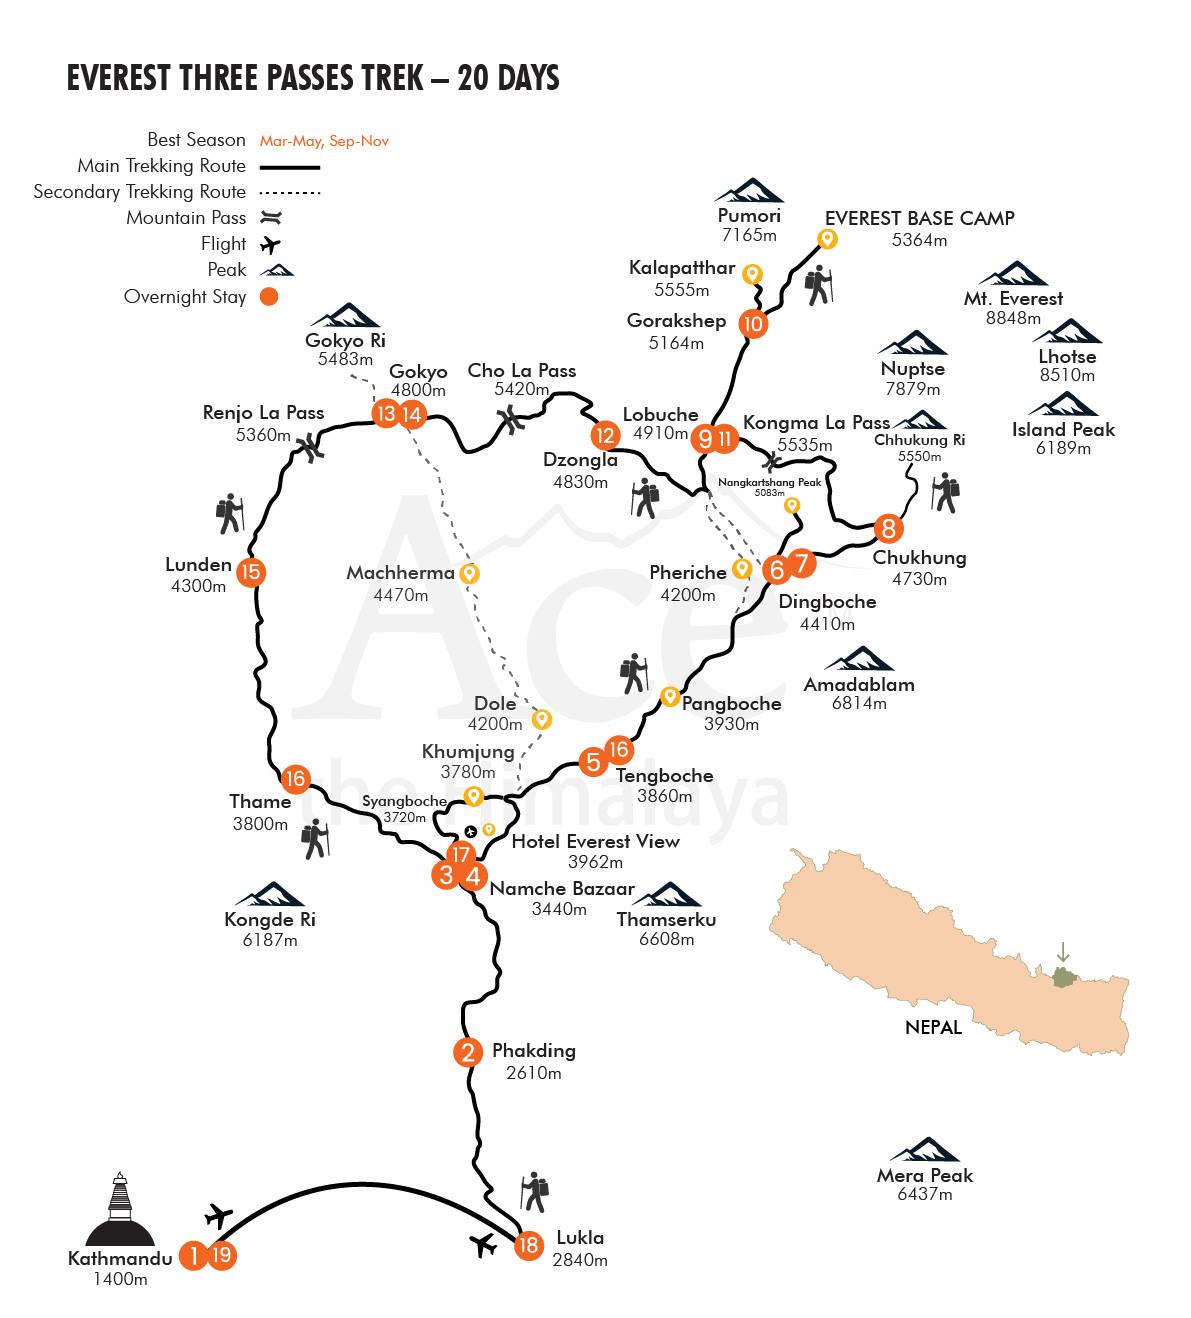 EVEREST THREE PASSES TREK – 20 DAYS
Best Season Mar-May, Sep-Nov
Main Trekking Route
Secondary Trekking Route
Mountain Pass
Flight
Peak
Overnight Stay
Pumori
7165m
EVEREST BASE CAMP
5364m
Kalapatthar
5555m
Mt. Everest
8848m
Gorakshep
5164m
10
Lhotse
8510m
Nuptse
7879m
Island Peak
6189m
Gokyo Ri
5483m
Gokyo
4800m
13 14
Cho La Pass
5420m
Renjo La Pass
5360m
Lobuche
4910m
9 11
Kongma La Pass
5535m
Chhukung Ri
5550m
12
Dzongla
4830m
Nangkartshang Peak
5083m
8
Chukhung
4730m
Lunden
4300m
15
Machherma
4470m
Pheriche
4200m
6 7
Dingboche
4410m
Amadablam
6814m
Pangboche
3930m
Dole
4200m
Khumjung
3780m
5 16
Tengboche
3860m
Ace
the Himalaya
16
Thame
3800m
Syangboche
3720m
Hotel Everest View
3962m
17
3 4
Namche Bazaar
3440m
Kongde Ri
6187m
Thamserku
6608m
NEPAL
2
Phakding
2610m
Mera Peak
6437m
18
Lukla
2840m
Kathmandu
1400m
1 19